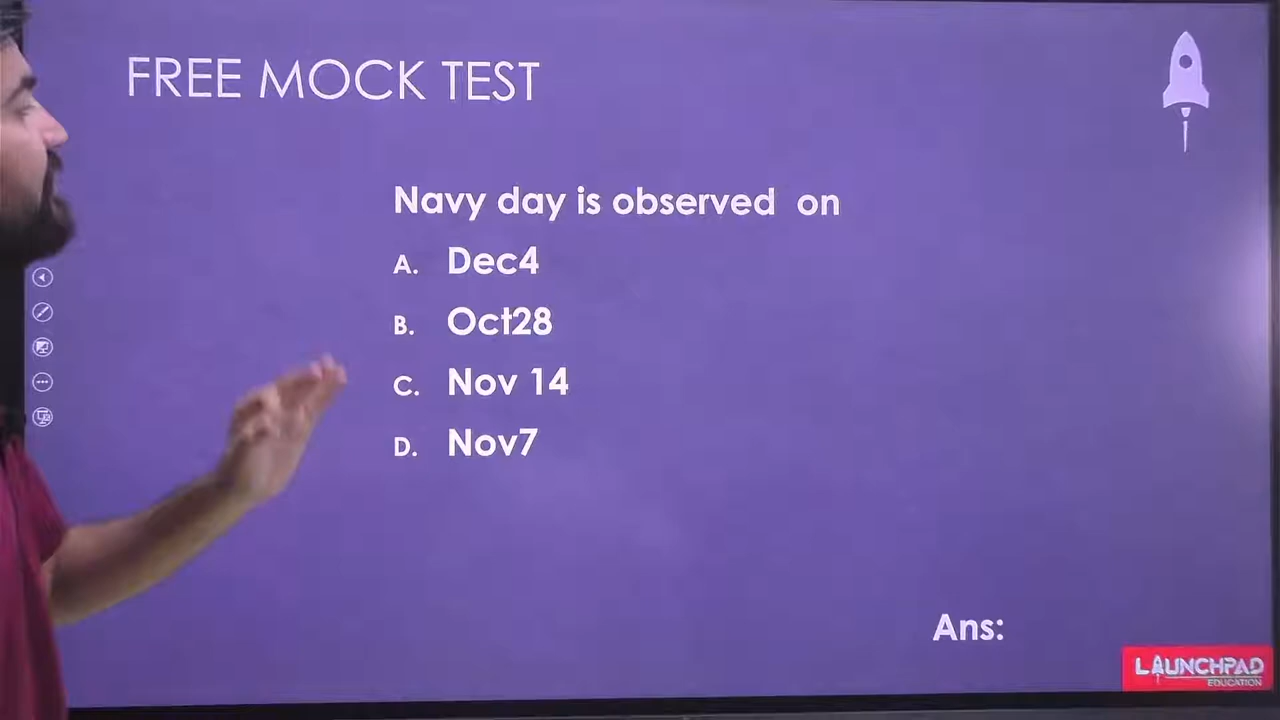 FREE MOCK TEST
Navy day is observed on
A. Dec4
B. Oct28
C. Nov 14
D. Nov7
Ans:
LAUNCHPAD
EDUCATION